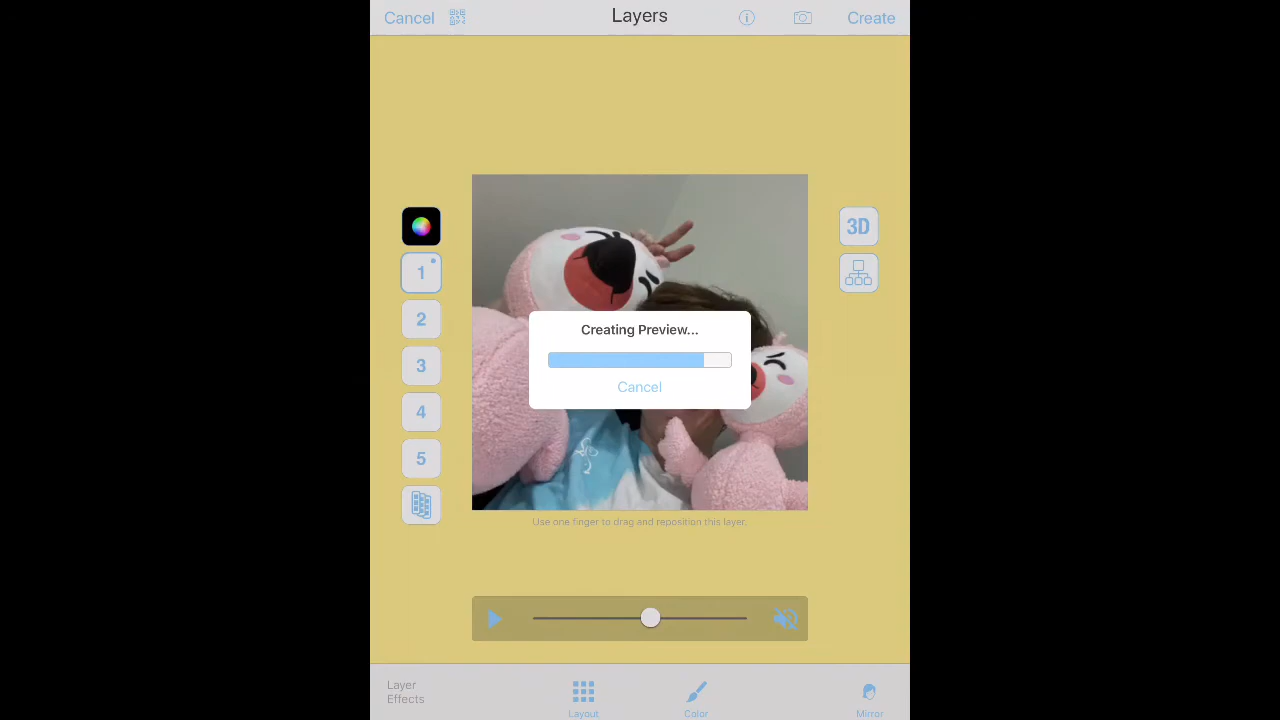 Cancel
Layers
Create
3D
1
2
3
4
5
Creating Preview...
Cancel
Use one finger to drag and reposition this layer.
Layer
Effects
Layout
Color
Mirror